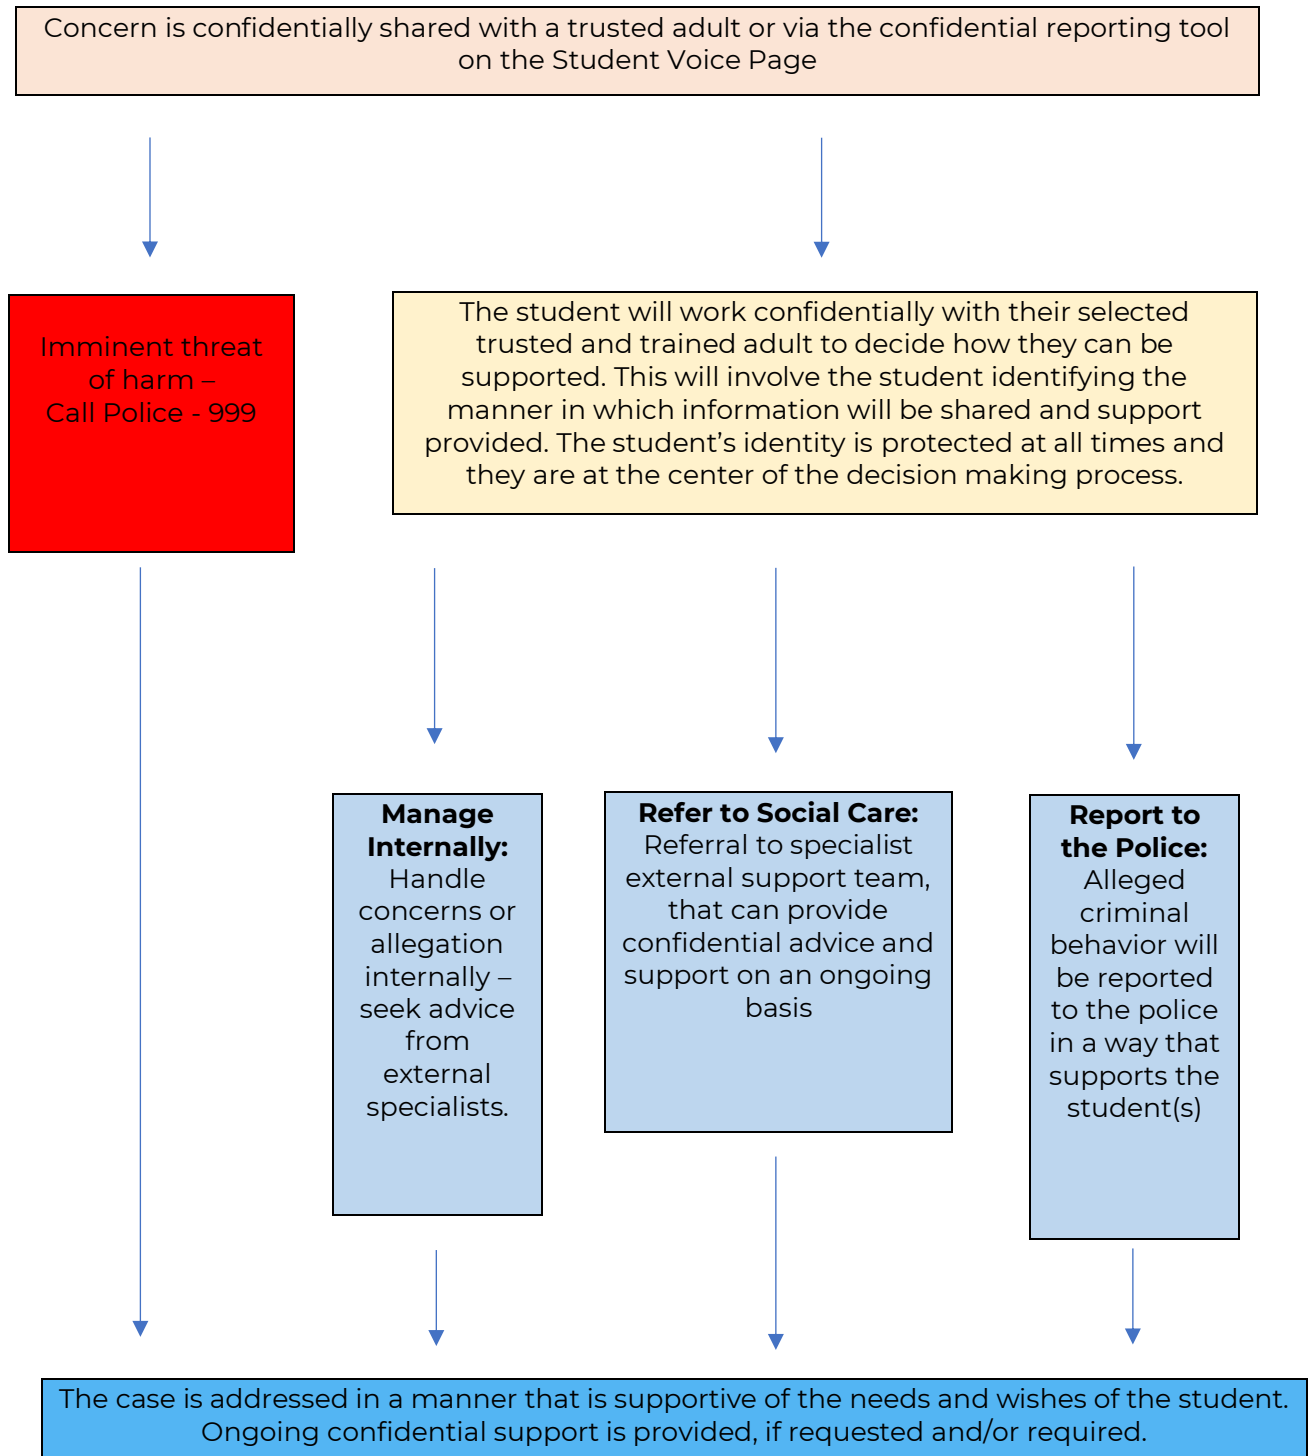 Concern is confidentially shared with a trusted adult or via the confidential reporting tool
on the Student Voice Page
Imminent threat
of harm –
Call Police - 999
The student will work confidentially with their selected
trusted and trained adult to decide how they can be
supported. This will involve the student identifying the
manner in which information will be shared and support
provided. The student’s identity is protected at all times and
they are at the center of the decision making process.
Manage
Internally:
Handle
concerns or
allegation
internally –
seek advice
from
external
specialists.
Refer to Social Care:
Referral to specialist
external support team,
that can provide
confidential advice and
support on an ongoing
basis
Report to
the Police:
Alleged
criminal
behavior will
be reported
to the police
in a way that
supports the
student(s)
The case is addressed in a manner that is supportive of the needs and wishes of the student.
Ongoing confidential support is provided, if requested and/or required.